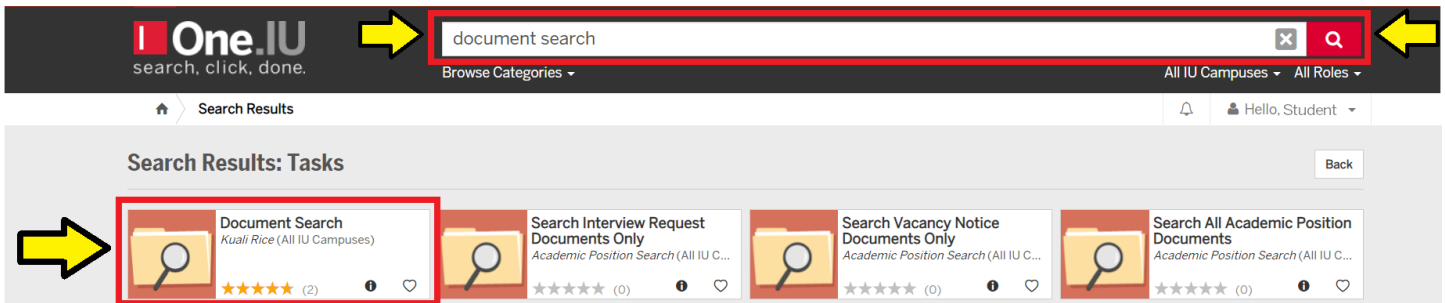 I One.IU
search, click, done.
document search
Browse Categories
All IU Campuses All Roles
Search Results
Hello, Student
Search Results: Tasks
Back
Document Search
Kuali Rice (All IU Campuses)
(2)
Search Interview Request
Documents Only
Academic Position Search (All IU C...
(0)
Search Vacancy Notice
Documents Only
Academic Position Search (All IU C...
(0)
Search All Academic Position
Documents
Academic Position Search (All IU C...
(0)